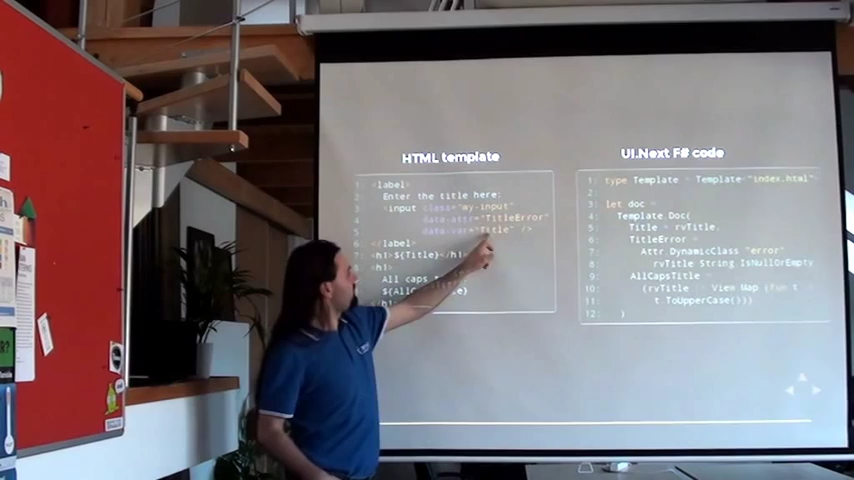 HTML template
1: <label>
2: Enter the title here:
3: <input class="my-input"
4: data-attr="TitleError"
5: data-var="Title" />
6: </label>
7: <h1>${Title}</h1>
8: <h1>
All caps
${AllCapsTitle}
UI.Next F# code
1: type Template = Template<"index.html">
2:
3: let doc =
4: Template.Doc(
5: Title = rvTitle,
6: TitleError =
7: Attr.DynamicClass "error"
8: rvTitle String.IsNullOrEmpty
9: AllCapsTitle =
10: (rvTitle View.Map (fun t
11: t.ToUpperCase()))
12: )